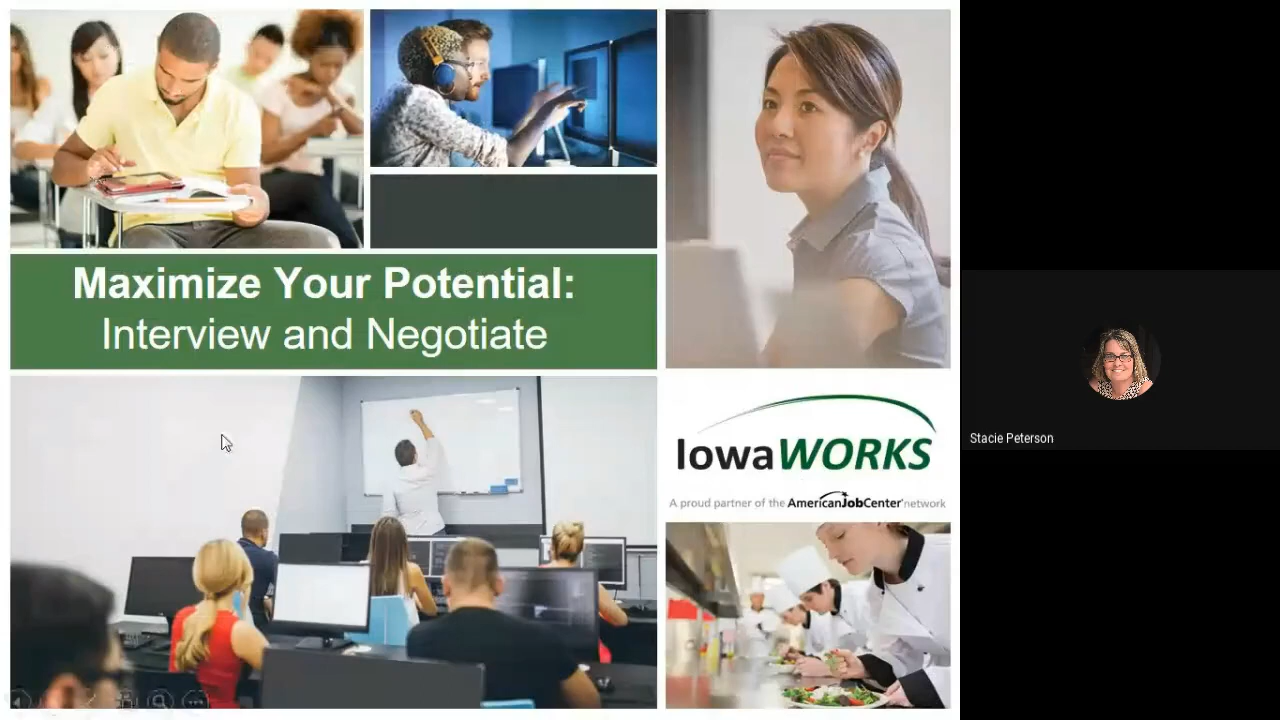 Maximize Your Potential:
Interview and Negotiate
IowaWORKS
A proud partner of the AmericanJobCenter network
Stacie Peterson